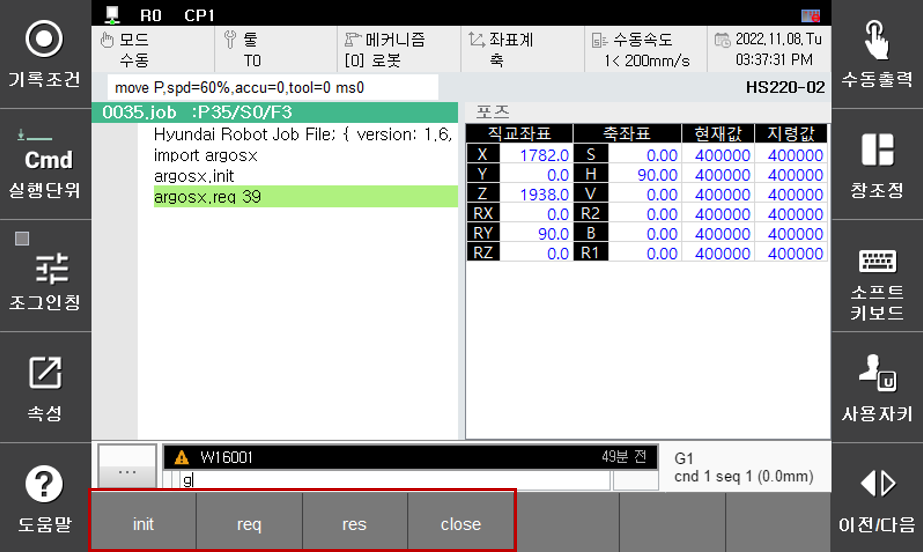 R0 CP1
기록조건
Cmd
실행단위
조그인칭
속성
도움말
모드
수동
툴
T0
메커니즘
[0] 로봇
좌표계
축
수동속도
1< 200mm/s
2022.11.08. Tu
03:37:31 PM
move P,spd=60%,accu=0,tool=0 ms0
HS220-02
0035.job :P35/S0/F3
Hyundai Robot Job File; { version: 1.6,
import argosx
argosx.init
argosx.req 39
포즈
직교좌표 축좌표 현재값 지령값
X 1782.0 S 0.00 400000 400000
Y 0.0 H 90.00 400000 400000
Z 1938.0 V 0.00 400000 400000
RX 0.0 R2 0.00 400000 400000
RY 90.0 B 0.00 400000 400000
RZ 0.0 R1 0.00 400000 400000
...
W16001 49분 전
g
G1
cnd 1 seq 1 (0.0mm)
init req res close
수동출력
창조정
소프트
키보드
U
사용자키
이전/다음